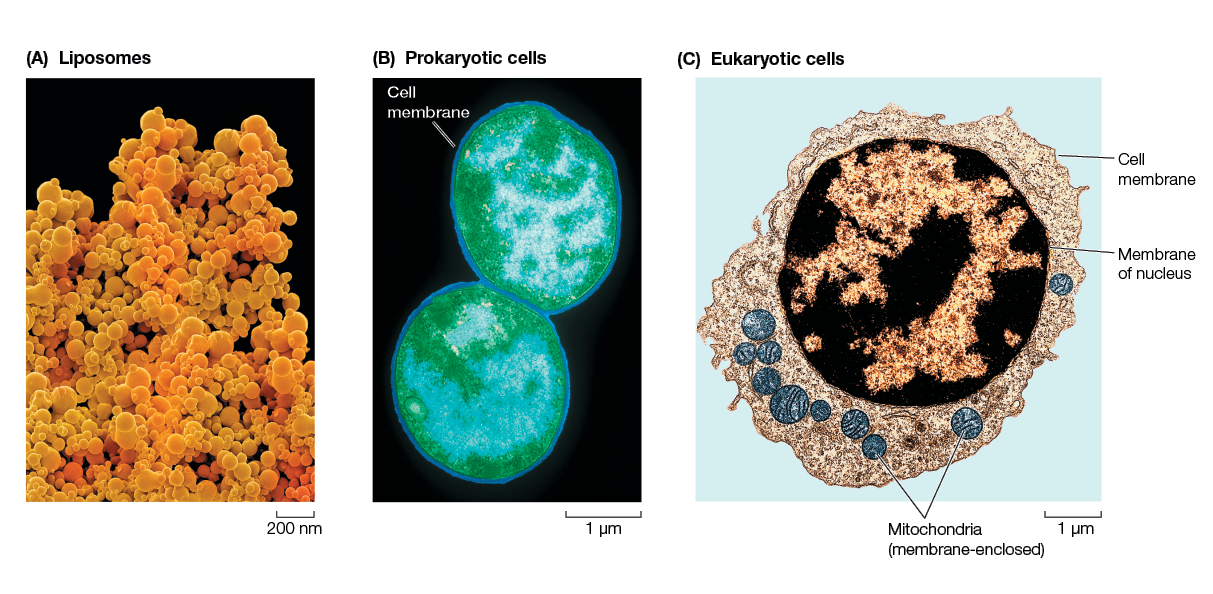 (A) Liposomes
(B) Prokaryotic cells
(C) Eukaryotic cells
Cell
membrane
Cell
membrane
Membrane
of nucleus
Mitochondria
(membrane-enclosed)
200 nm
1 µm
1 µm